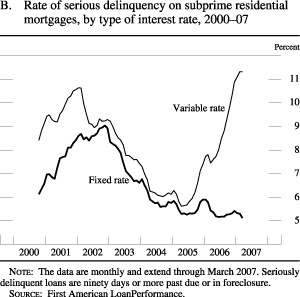 B. Rate of serious delinquency on subprime residential
mortgages, by type of interest rate, 2000–07
Percent
11
Variable rate
10
9
8
7
Fixed rate
6
5
2000 2001 2002 2003 2004 2005 2006 2007
NOTE: The data are monthly and extend through March 2007. Seriously
delinquent loans are ninety days or more past due or in foreclosure.
SOURCE: First American LoanPerformance.